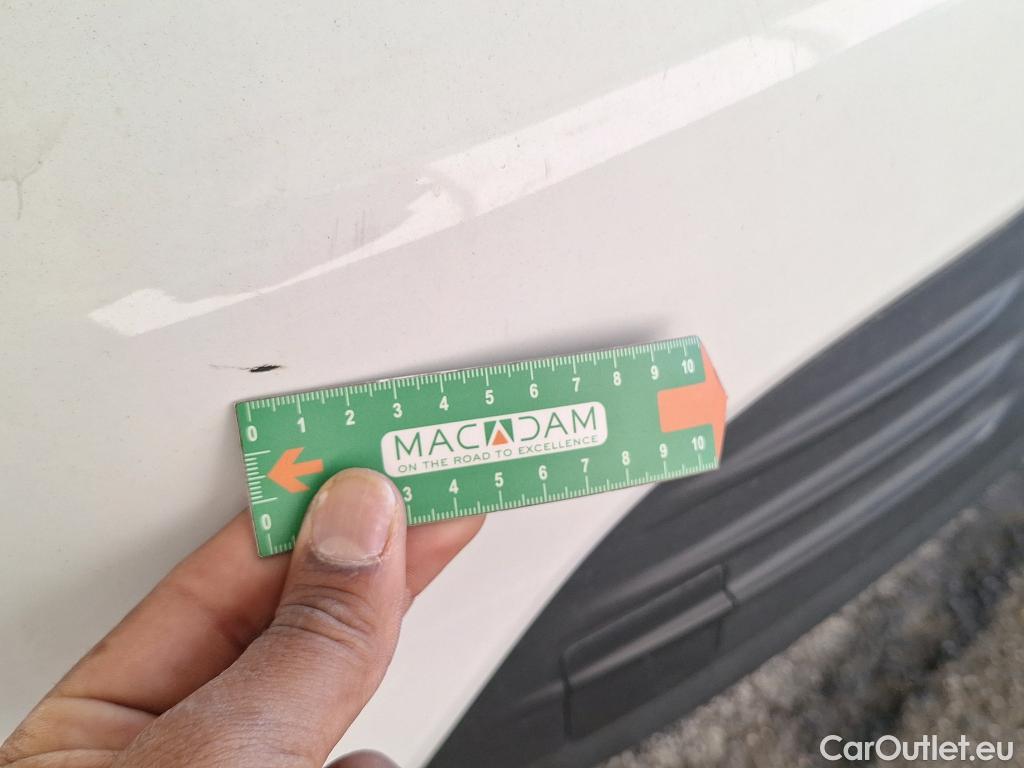 0 1 2 3 4 5 6 7 8 9 10
MACADAM
ON THE ROAD TO EXCELLENCE
0 3 4 5 6 7 8 9 10
CarOutlet.eu